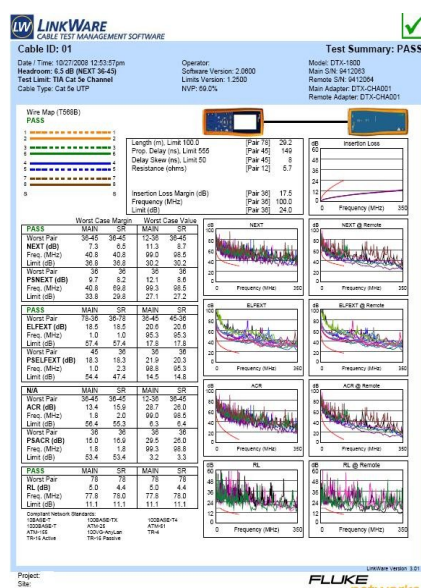 LW LINKWARE
CABLE TEST MANAGEMENT SOFTWARE
Cable ID: 01
Test Summary: PASS
Date / Time: 10/27/2008 12:53:57pm
Headroom: 6.5 dB (NEXT 36-45)
Test Limit: TIA Cat 5e Channel
Cable Type: Cat 5e UTP
Operator:
Software Version: 2.0600
Limits Version: 1.2500
NVP: 69.0%
Model: DTX-1800
Main S/N: 9412063
Remote S/N: 9412064
Main Adapter: DTX-CHA001
Remote Adapter: DTX-CHA001
Wire Map (T568B)
PASS
Length (m), Limit 100.0 [Pair 78] 29.2
Prop. Delay (ns), Limit 555 [Pair 45] 149
Delay Skew (ns), Limit 50 [Pair 45] 8
Resistance (ohms) [Pair 12] 5.7
Insertion Loss Margin (dB) [Pair 36] 17.5
Frequency (MHz) [Pair 36] 100.0
Limit (dB) [Pair 36] 24.0
Insertion Loss
Frequency (MHz)
Worst Case Margin Worst Case Value
PASS MAIN SR MAIN SR
Worst Pair 36-45 36-45 12-36 36-45
NEXT (dB) 7.3 6.5 11.3 8.7
Freq. (MHz) 40.8 40.8 99.0 98.5
Limit (dB) 36.8 36.8 30.2 30.2
Worst Pair 36 36 36 36
PSNEXT (dB) 9.7 8.2 12.1 8.6
Freq. (MHz) 40.8 69.8 99.3 98.5
Limit (dB) 33.8 29.8 27.1 27.2
NEXT
NEXT @ Remote
PASS MAIN SR MAIN SR
Worst Pair 78-36 36-78 36-45 45-36
ELFEXT (dB) 18.5 18.5 20.6 20.6
Freq. (MHz) 1.0 1.0 95.3 95.3
Limit (dB) 57.4 57.4 17.8 17.8
Worst Pair 45 36 36 36
PSELFEXT (dB) 18.3 18.3 21.9 20.3
Freq. (MHz) 1.0 2.3 98.8 95.3
Limit (dB) 54.4 47.4 14.5 14.8
ELFEXT
ELFEXT @ Remote
N/A MAIN SR MAIN SR
Worst Pair 36-45 36-45 12-36 36-45
ACR (dB) 13.4 15.9 28.7 26.0
Freq. (MHz) 1.8 2.0 99.0 98.5
Limit (dB) 56.4 55.3 6.3 6.4
Worst Pair 36 36 36 36
PSACR (dB) 15.0 16.9 29.5 26.0
Freq. (MHz) 1.8 1.8 99.3 98.8
Limit (dB) 53.4 53.4 3.2 3.3
ACR
ACR @ Remote
PASS MAIN SR MAIN SR
Worst Pair 78 78 78 78
RL (dB) 5.0 4.4 5.0 4.4
Freq. (MHz) 77.8 78.0 77.8 78.0
Limit (dB) 11.1 11.1 11.1 11.1
RL
RL @ Remote
Frequency (MHz)
Frequency (MHz)
Compliant Network Standards:
10BASE-T 100BASE-TX 100BASE-T4
1000BASE-T ATM-25 ATM-51
ATM-155 100VG-AnyLan TR-4
TR-16 Active TR-16 Passive
LinkWare Version 3.01
Project:
Site:
FLUKE
networks